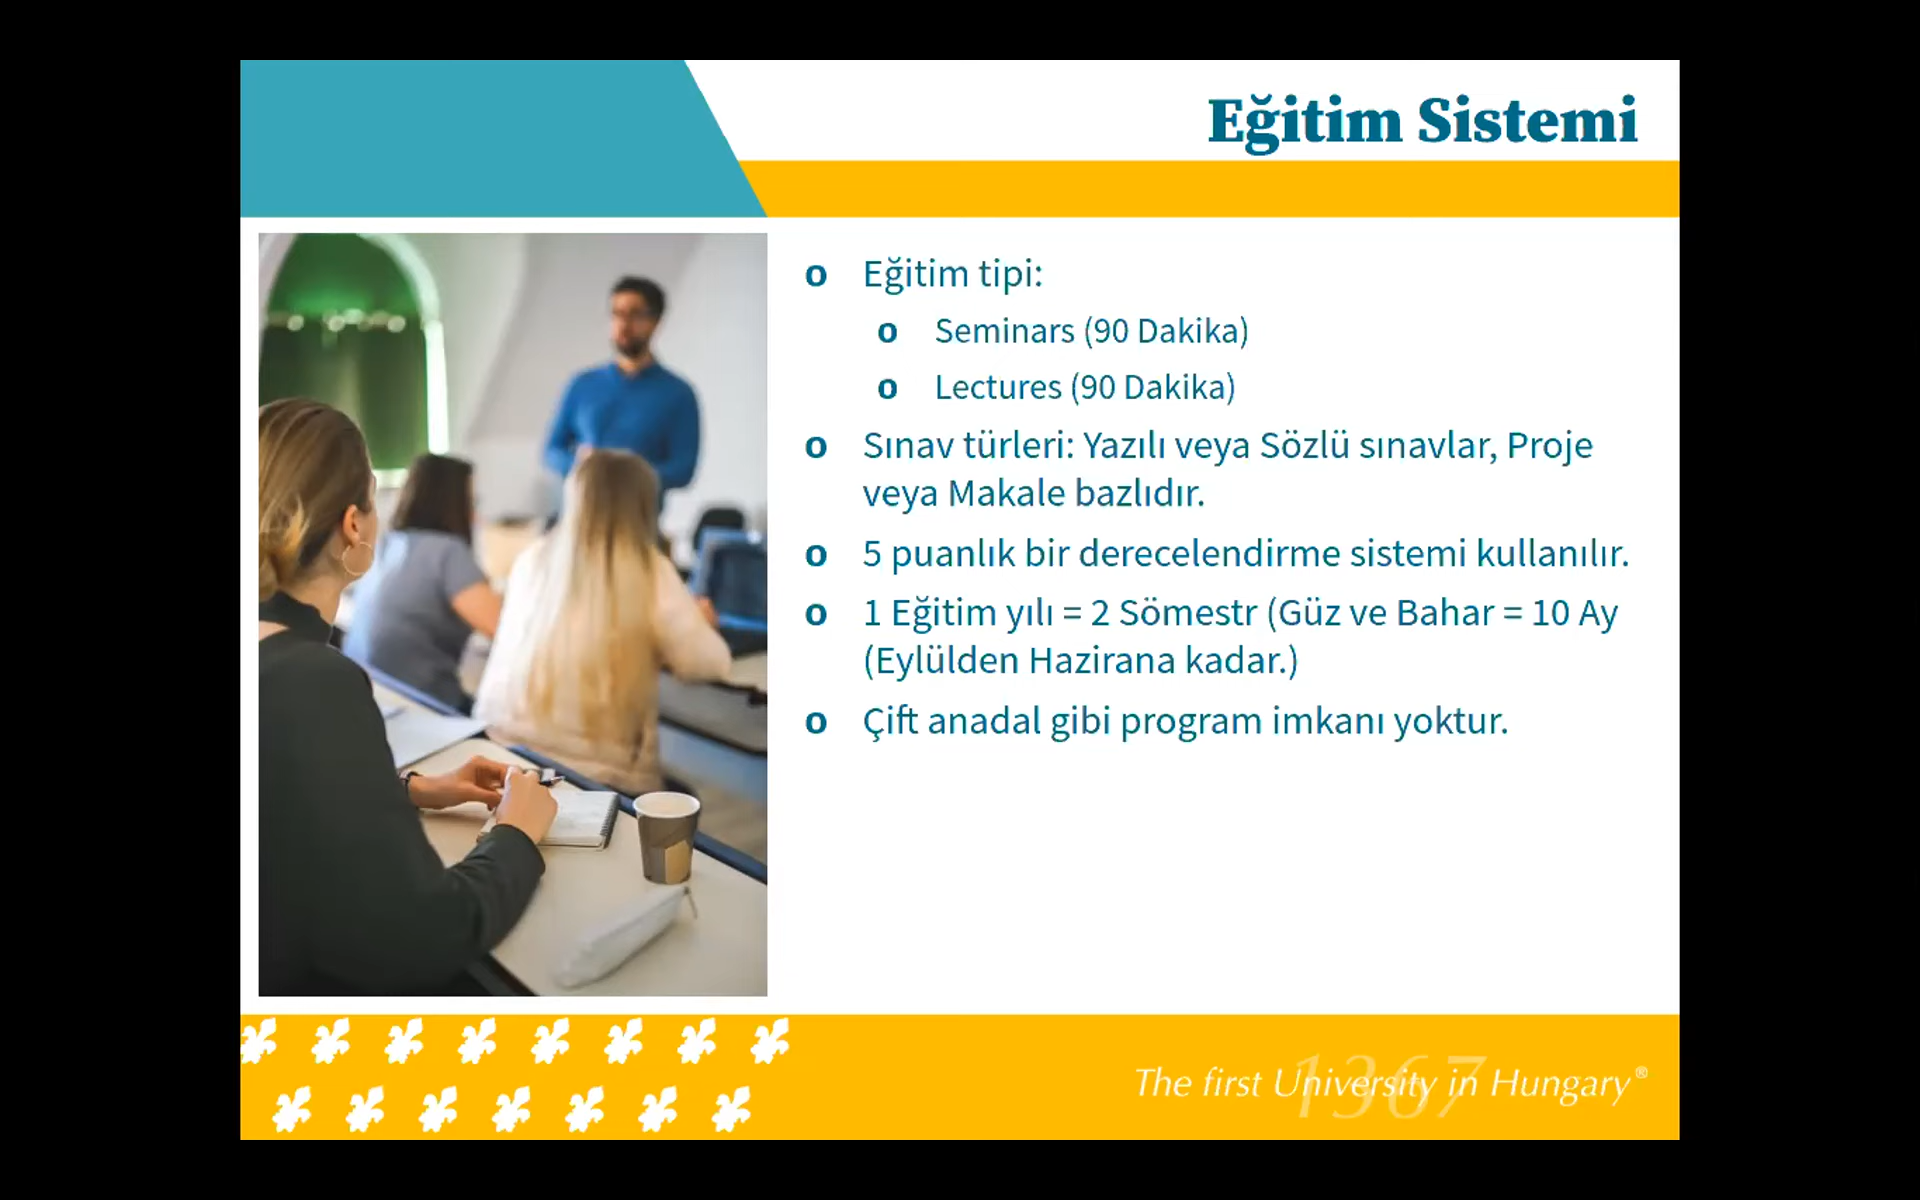 Eğitim Sistemi
o Eğitim tipi:
o Seminars (90 Dakika)
o Lectures (90 Dakika)
o Sınav türleri: Yazılı veya Sözlü sınavlar, Proje
veya Makale bazlıdır.
o 5 puanlık bir derecelendirme sistemi kullanılır.
o 1 Eğitim yılı = 2 Sömestr (Güz ve Bahar = 10 Ay
(Eylülden Hazirana kadar.)
o Çift anadal gibi program imkanı yoktur.
The first University in Hungary®
1367